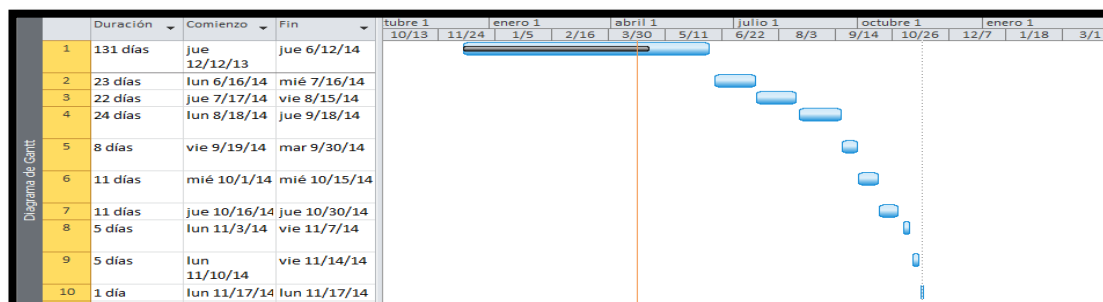 Duración Comienzo Fin tubre 1 enero 1 abril 1 julio 1 octubre 1 enero 1
10/13 11/24 1/5 2/16 3/30 5/11 6/22 8/3 9/14 10/26 12/7 1/18 3/1
1 131 días jue 12/12/13 jue 6/12/14
2 23 días lun 6/16/14 mié 7/16/14
3 22 días jue 7/17/14 vie 8/15/14
4 24 días lun 8/18/14 jue 9/18/14
5 8 días vie 9/19/14 mar 9/30/14
6 11 días mié 10/1/14 mié 10/15/14
7 11 días jue 10/16/14 jue 10/30/14
8 5 días lun 11/3/14 vie 11/7/14
9 5 días lun 11/10/14 vie 11/14/14
10 1 día lun 11/17/14 lun 11/17/14
Diagrama de Gantt